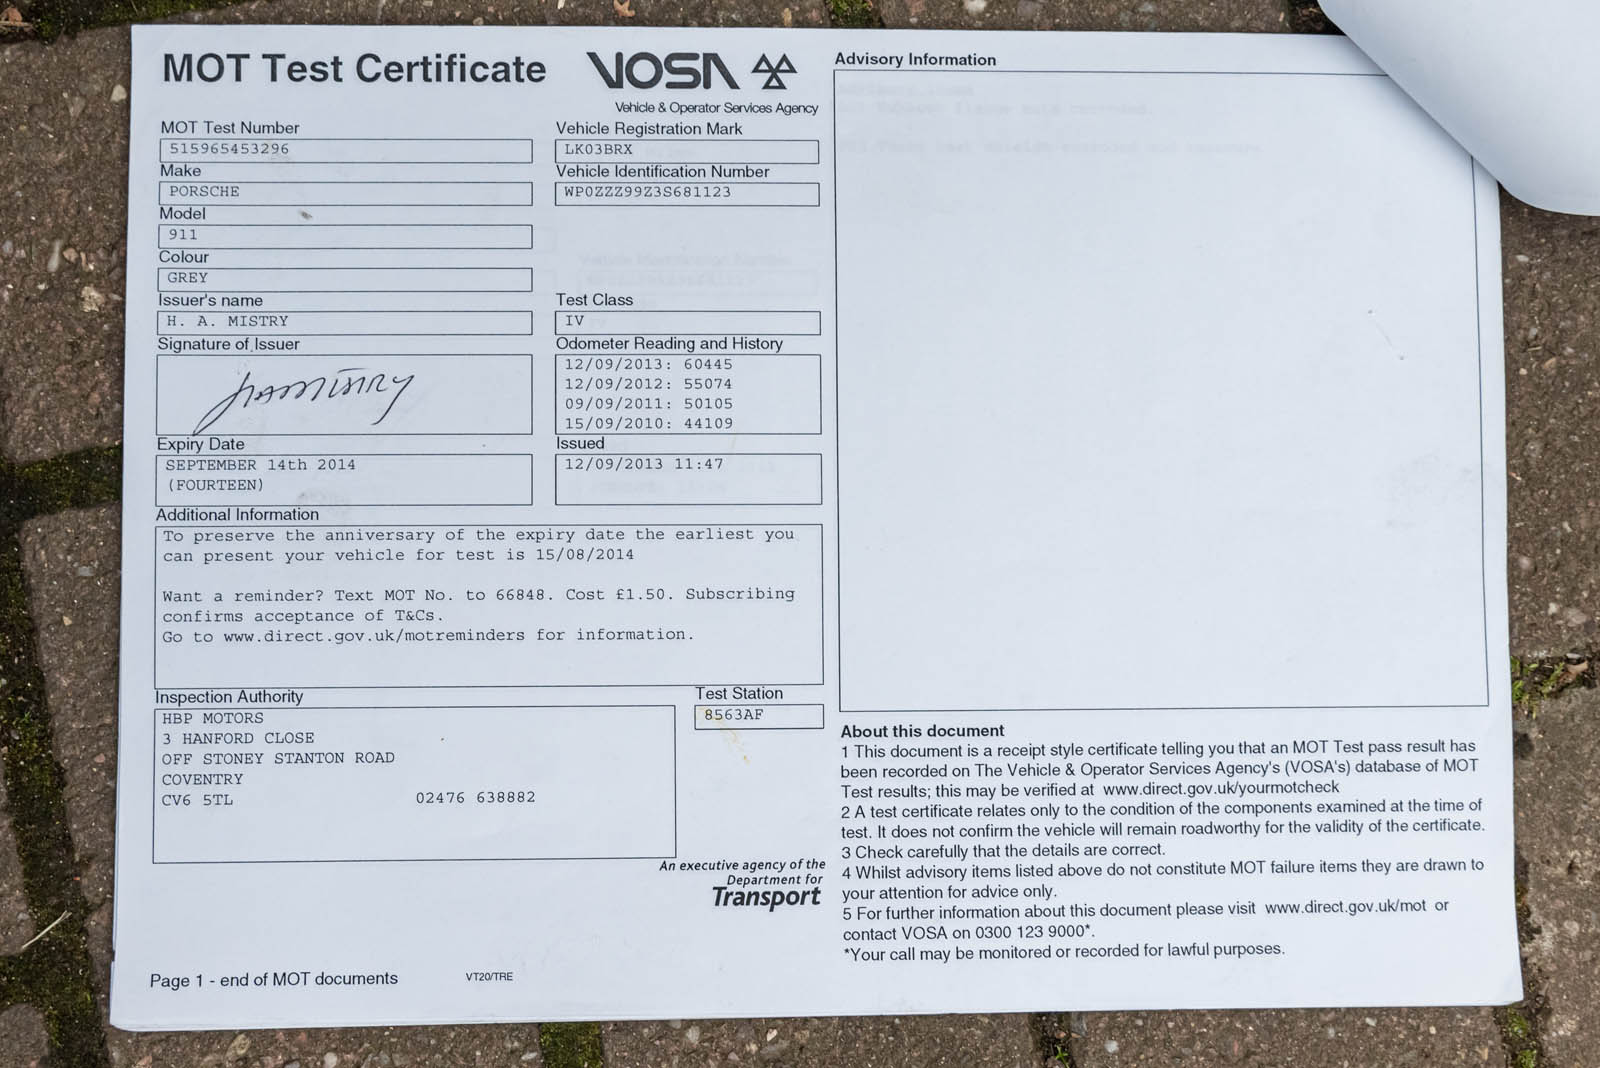 MOT Test Certificate
VOSA
Vehicle & Operator Services Agency
MOT Test Number
515965453296
Vehicle Registration Mark
LK03BRX
Make
PORSCHE
Vehicle Identification Number
WP0ZZZ99Z3S681123
Model
911
Colour
GREY
Issuer's name
H. A. MISTRY
Test Class
IV
Signature of Issuer
HAMISTRY
Odometer Reading and History
12/09/2013: 60445
12/09/2012: 55074
09/09/2011: 50105
15/09/2010: 44109
Expiry Date
SEPTEMBER 14th 2014
(FOURTEEN)
Issued
12/09/2013 11:47
Additional Information
To preserve the anniversary of the expiry date the earliest you
can present your vehicle for test is 15/08/2014
Want a reminder? Text MOT No. to 66848. Cost £1.50. Subscribing
confirms acceptance of T&Cs.
Go to www.direct.gov.uk/motreminders for information.
Inspection Authority
HBP MOTORS
3 HANFORD CLOSE
OFF STONEY STANTON ROAD
COVENTRY
CV6 5TL 02476 638882
Test Station
8563AF
An executive agency of the
Department for
Transport
Page 1 - end of MOT documents
VT20/TRE
Advisory Information
About this document
1 This document is a receipt style certificate telling you that an MOT Test pass result has
been recorded on The Vehicle & Operator Services Agency's (VOSA's) database of MOT
Test results; this may be verified at www.direct.gov.uk/yourmotcheck
2 A test certificate relates only to the condition of the components examined at the time of
test. It does not confirm the vehicle will remain roadworthy for the validity of the certificate.
3 Check carefully that the details are correct.
4 Whilst advisory items listed above do not constitute MOT failure items they are drawn to
your attention for advice only.
5 For further information about this document please visit www.direct.gov.uk/mot or
contact VOSA on 0300 123 9000*.
*Your call may be monitored or recorded for lawful purposes.